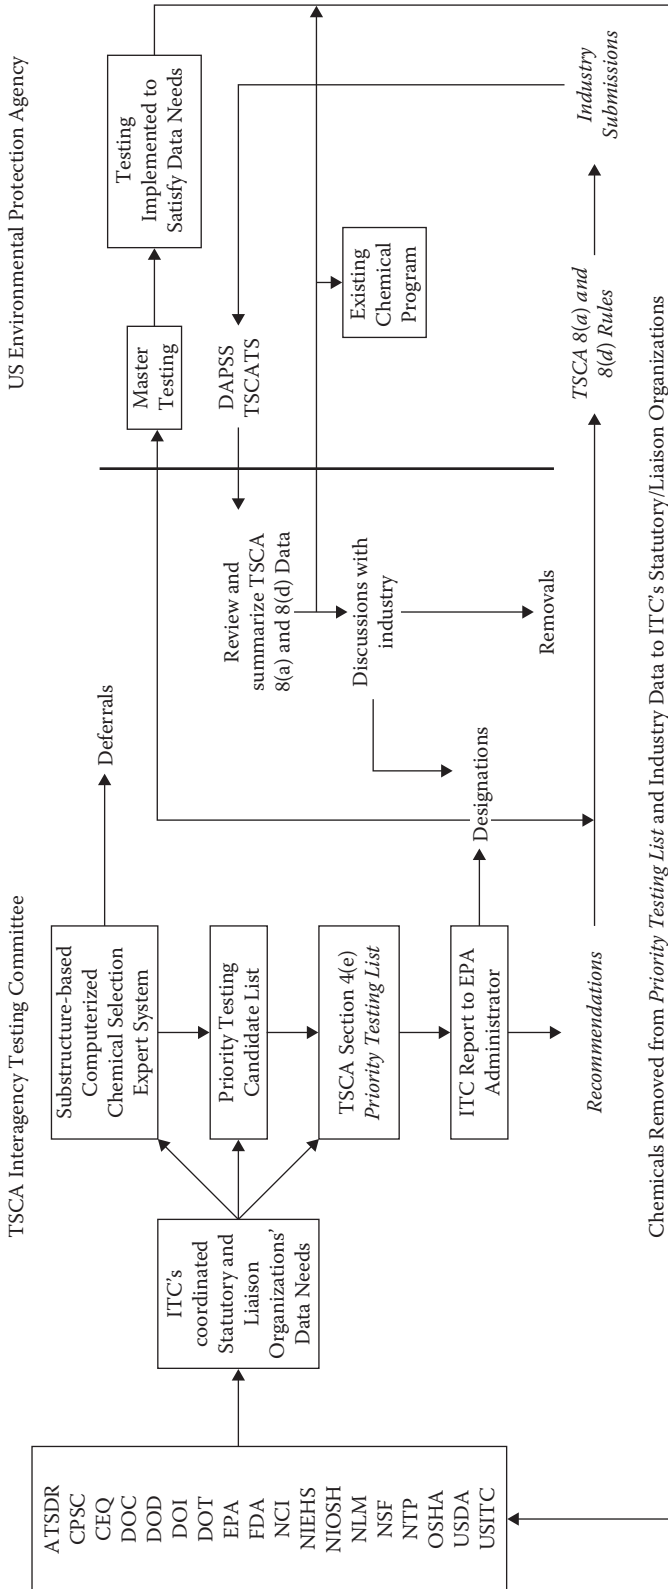 TSCA Interagency Testing Committee
US Environmental Protection Agency
ATSDR
CPSC
CEQ
DOC
DOD
DOI
DOT
EPA
FDA
NCI
NIEHS
NIOSH
NLM
NSF
NTP
OSHA
USDA
USITC
ITC's
coordinated
Statutory and
Liaison
Organizations'
Data Needs
Substructure-based
Computerized
Chemical Selection
Expert System
Deferrals
Priority Testing
Candidate List
TSCA Section 4(e)
Priority Testing List
ITC Report to EPA
Administrator
Designations
Recommendations
Review and
summarize TSCA
8(a) and 8(d) Data
Discussions with
industry
Removals
Master
Testing
Testing
Implemented to
Satisfy Data Needs
DAPSS
TSCATS
Existing
Chemical
Program
TSCA 8(a) and
8(d) Rules
Industry
Submissions
Chemicals Removed from Priority Testing List and Industry Data to ITC's Statutory/Liaison Organizations